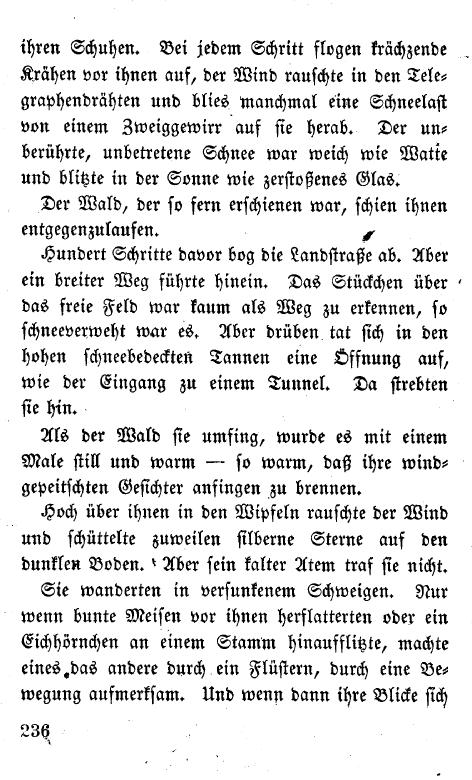 ihren Schuhen. Bei jedem Schritt flogen krächzende
Krähen vor ihnen auf, der Wind rauschte in den Tele-
graphendrähten und blies manchmal eine Schneelast
von einem Zweiggewirr auf sie herab. Der un-
berührte, unbetretene Schnee war weich wie Watte
und blitzte in der Sonne wie zerstoßenes Glas.
Der Wald, der so fern erschienen war, schien ihnen
entgegenzulaufen.
Hundert Schritte davor bog die Landstraße ab. Aber
ein breiter Weg führte hinein. Das Stückchen über
das freie Feld war kaum als Weg zu erkennen, so
schneeverweht war es. Aber drüben tat sich in den
hohen schneebedeckten Tannen eine Öffnung auf,
wie der Eingang zu einem Tunnel. Da strebten
sie hin.
Als der Wald sie umfing, wurde es mit einem
Male still und warm — so warm, daß ihre wind-
gepeitschten Gesichter anfingen zu brennen.
Hoch über ihnen in den Wipfeln rauschte der Wind
und schüttelte zuweilen silberne Sterne auf den
dunklen Boden. Aber sein kalter Atem traf sie nicht.
Sie wanderten in versunkenem Schweigen. Nur
wenn bunte Meisen vor ihnen herflatterten oder ein
Eichhörnchen an einem Stamm hinaufflitzte, machte
eines das andere durch ein Flüstern, durch eine Be-
wegung aufmerksam. Und wenn dann ihre Blicke sich
236